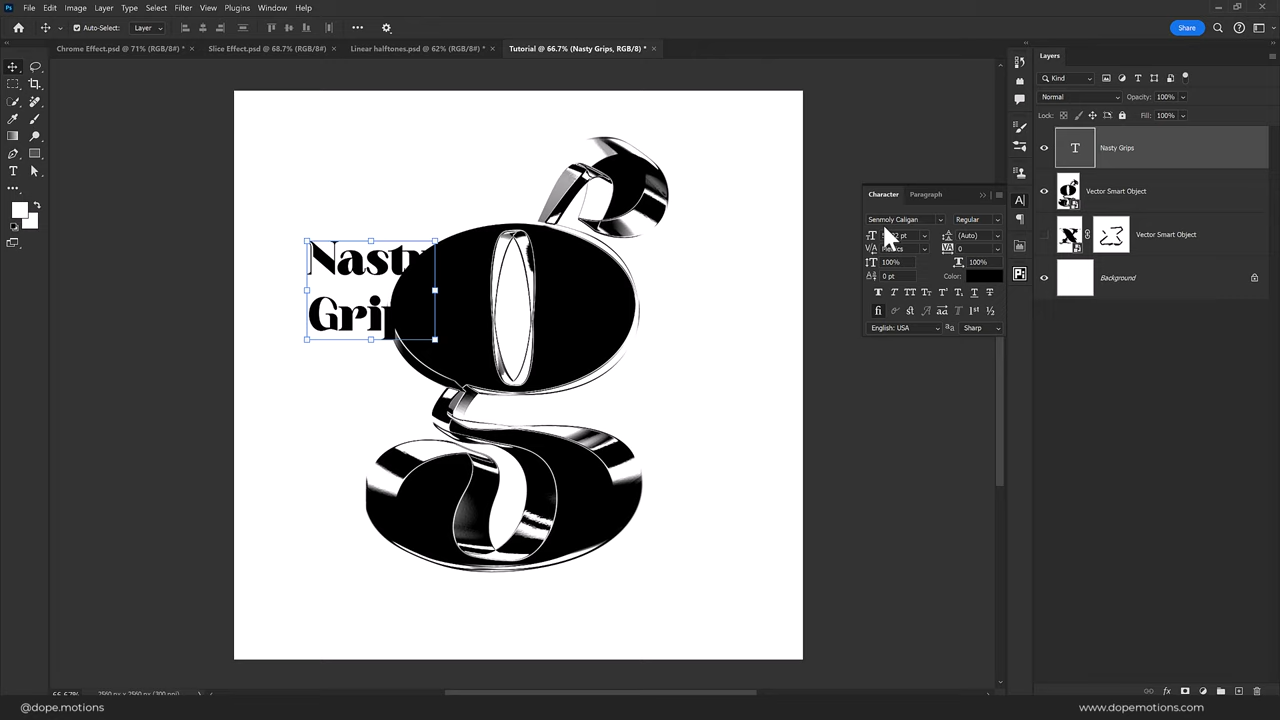 File Edit Image Layer Type Select Filter View Plugins Window Help
Auto-Select: Layer Share
Chrome Effect.psd @ 71% (RGB/8#) * Slice Effect.psd @ 68.7% (RGB/8#) Linear halftones.psd @ 62% (RGB/8#) * Tutorial @ 66.7% (Nasty Grips, RGB/8) *
Layers
Kind
Normal Opacity: 100%
Lock: Fill: 100%
Nasty Grips
Vector Smart Object
Vector Smart Object
Background
Character Paragraph
Senmoly Caligan Regular
pt (Auto)
0
100% 100%
0 pt Color:
English: USA Sharp
g
@dope.motions www.dopemotions.com